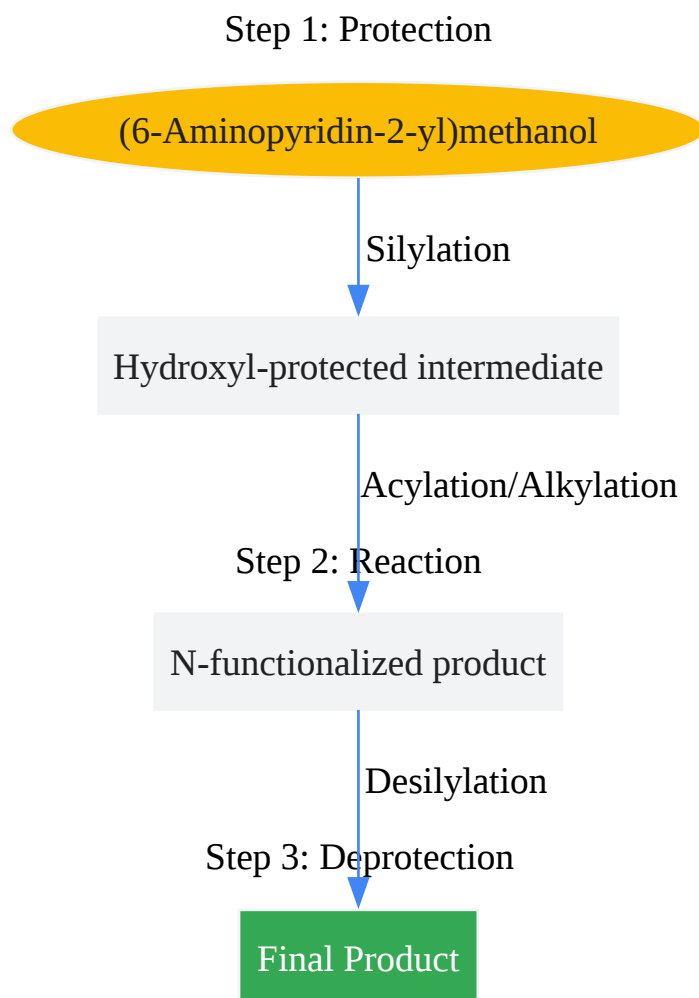 Step 1: Protection
(6-Aminopyridin-2-yl)methanol
Silylation
Hydroxyl-protected intermediate
Acylation/Alkylation
Step 2: Reaction
N-functionalized product
Desilylation
Step 3: Deprotection
Final Product